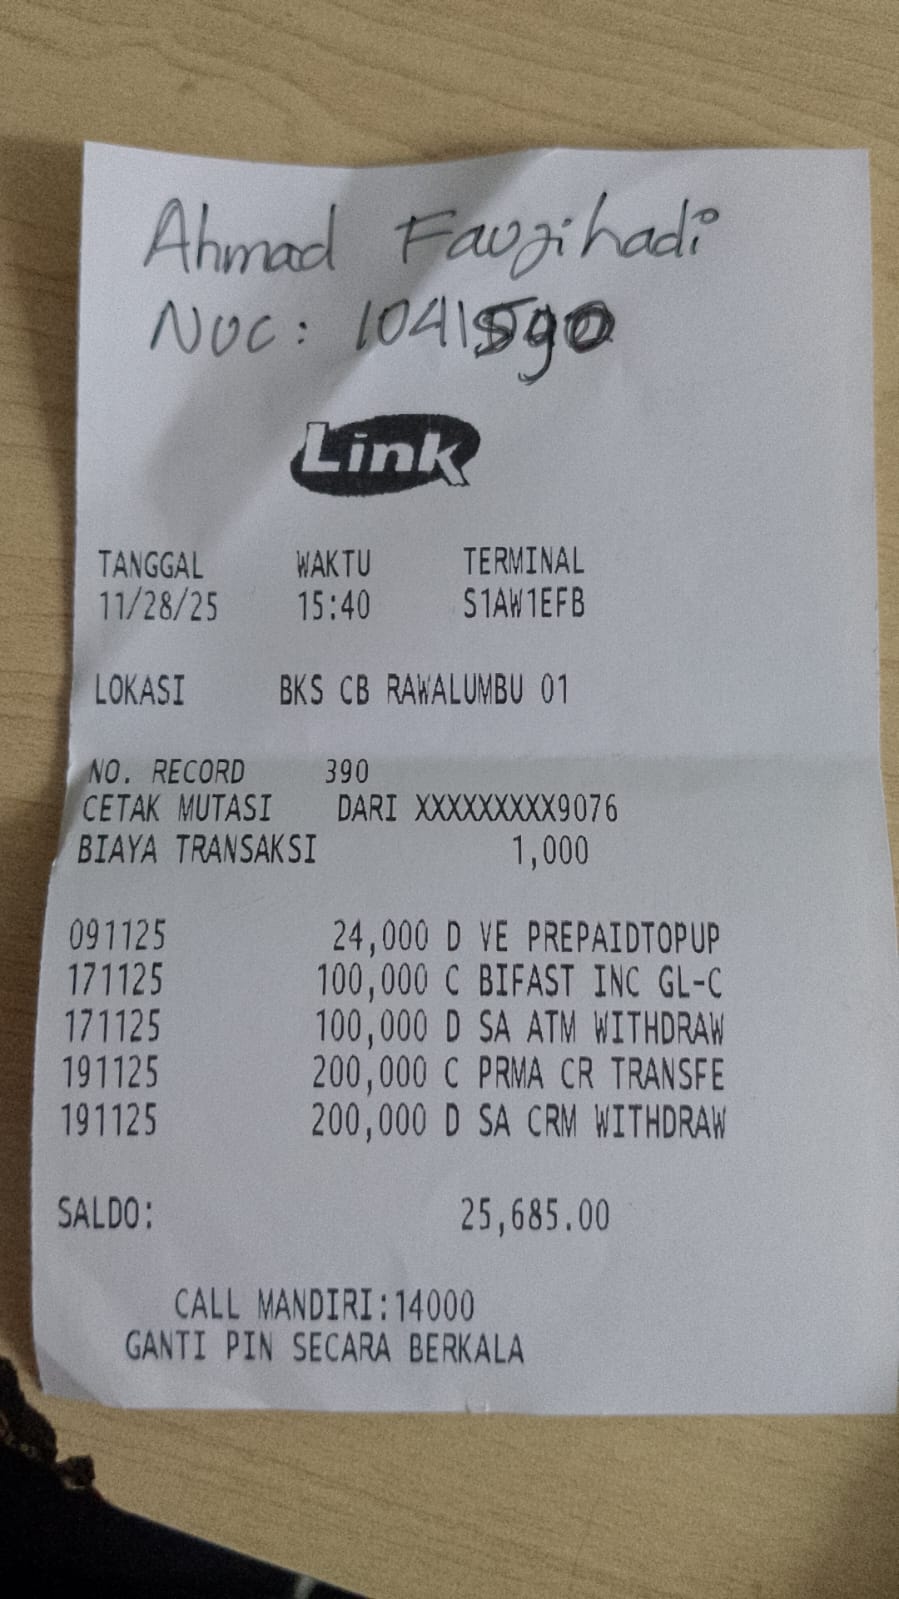 Ahmad Fauzihadi
NUC: 1041590
Link
TANGGAL WAKTU TERMINAL
11/28/25 15:40 S1AW1EFB
LOKASI BKS CB RAWALUMBU 01
NO. RECORD 390
CETAK MUTASI DARI XXXXXXXXX9076
BIAYA TRANSAKSI 1,000
091125 24,000 D VE PREPAIDTOPUP
171125 100,000 C BIFAST INC GL-C
171125 100,000 D SA ATM WITHDRAW
191125 200,000 C PRMA CR TRANSFE
191125 200,000 D SA CRM WITHDRAW
SALDO: 25,685.00
CALL MANDIRI:14000
GANTI PIN SECARA BERKALA